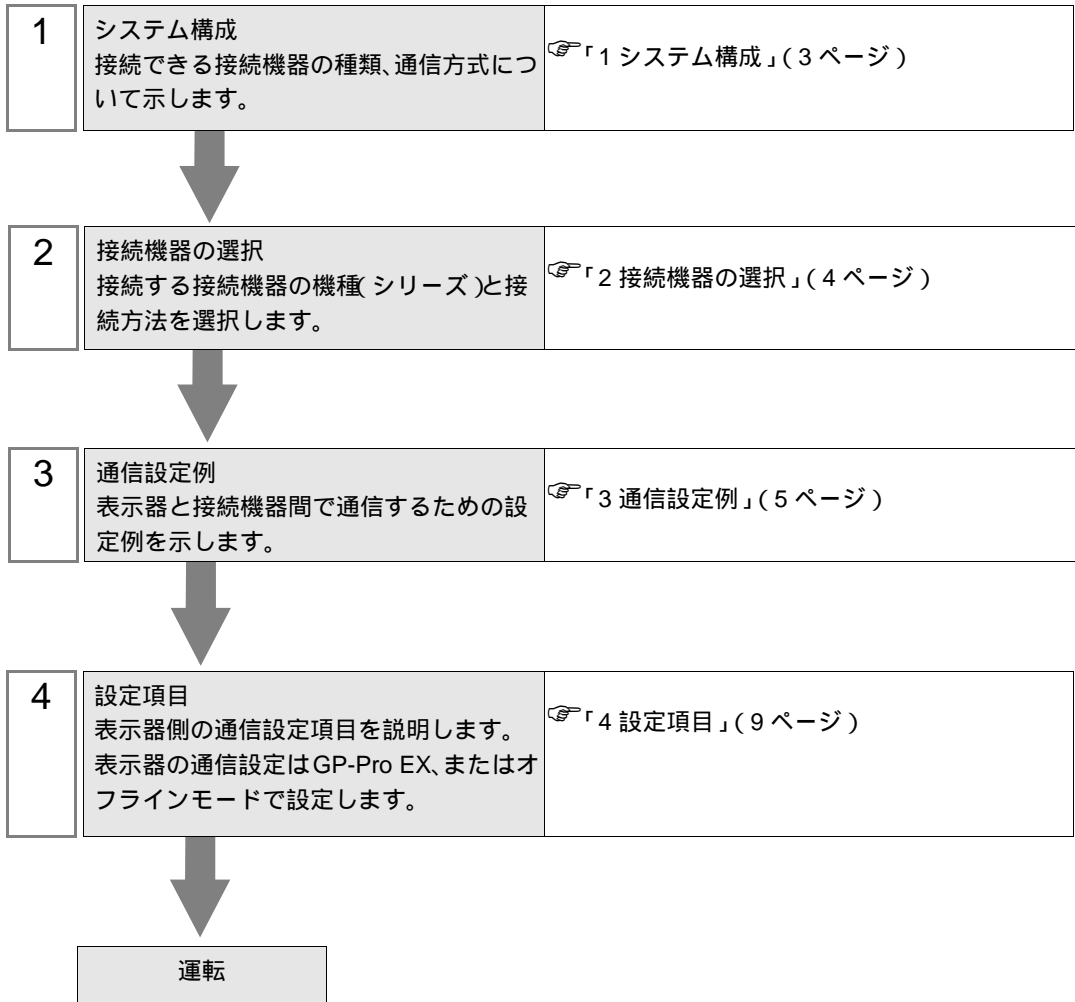 1
システム構成
接続できる接続機器の種類、通信方式につ
いて示します。
☞「1 システム構成」(3 ページ)
2
接続機器の選択
接続する接続機器の機種(シリーズ)と接
続方法を選択します。
☞「2 接続機器の選択」(4 ページ)
3
通信設定例
表示器と接続機器間で通信するための設
定例を示します。
☞「3 通信設定例」(5 ページ)
4
設定項目
表示器側の通信設定項目を説明します。
表示器の通信設定はGP-Pro EX、またはオ
フラインモードで設定します。
☞「4 設定項目」(9 ページ)
運転